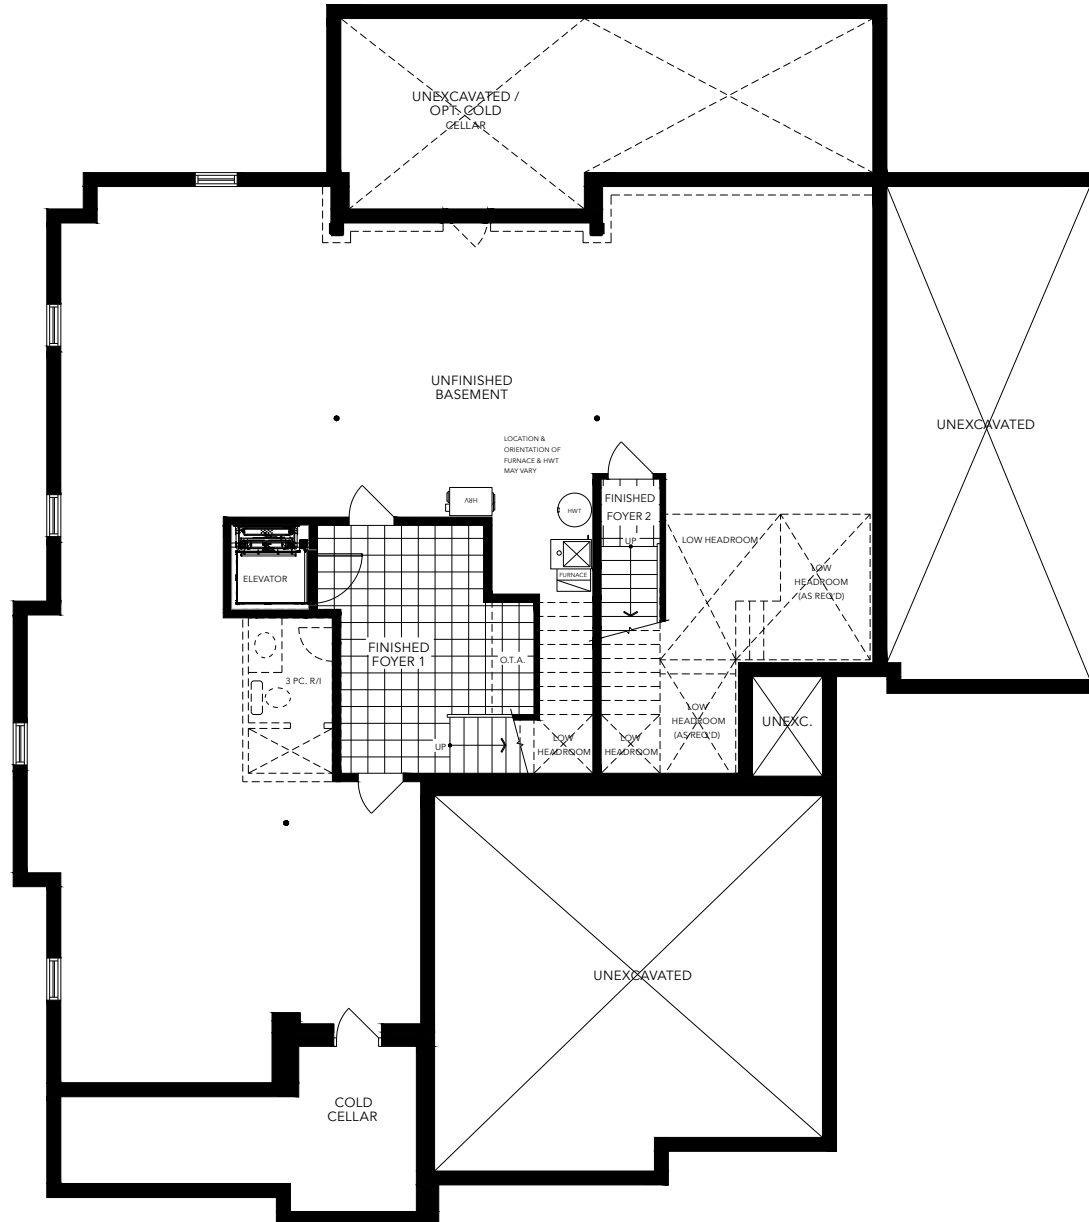 UNEXCAVATED /
OPT. COLD
CELLAR
UNFINISHED
BASEMENT
UNEXCAVATED
LOCATION &
ORIENTATION OF
FURNACE & HWT
MAY VARY
HRV
HWT
FINISHED
FOYER 2
UP
LOW HEADROOM
LOW
HEADROOM
(AS REQ'D)
FURNACE
ELEVATOR
FINISHED
FOYER 1
O.T.A.
3 PC. R/I
UP
LOW
HEADROOM
LOW
HEADROOM
LOW
HEADROOM
(AS REQ'D)
UNEXC.
UNEXCAVATED
COLD
CELLAR